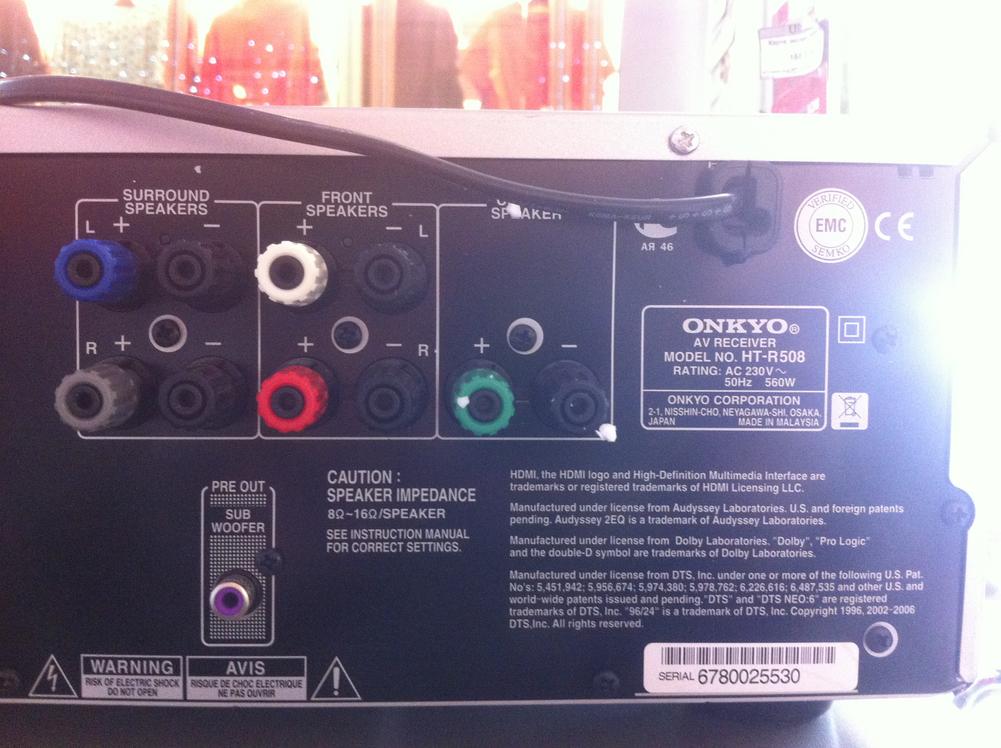 SURROUND
SPEAKERS
L + −
R + −
FRONT
SPEAKERS
+ − L
+ − R
SPEAKER
+ −
AЯ 46
VERIFIED
EMC
SEMKO
CE
ONKYO®
AV RECEIVER
MODEL NO. HT-R508
RATING: AC 230V ~
50Hz 560W
ONKYO CORPORATION
2-1, NISSHIN-CHO, NEYAGAWA-SHI, OSAKA,
JAPAN MADE IN MALAYSIA
PRE OUT
SUB
WOOFER
CAUTION :
SPEAKER IMPEDANCE
8Ω~16Ω/SPEAKER
SEE INSTRUCTION MANUAL
FOR CORRECT SETTINGS.
HDMI, the HDMI logo and High-Definition Multimedia Interface are
trademarks or registered trademarks of HDMI Licensing LLC.
Manufactured under license from Audyssey Laboratories. U.S. and foreign patents
pending. Audyssey 2EQ is a trademark of Audyssey Laboratories.
Manufactured under license from Dolby Laboratories. "Dolby", "Pro Logic"
and the double-D symbol are trademarks of Dolby Laboratories.
Manufactured under license from DTS, Inc. under one or more of the following U.S. Pat.
No's: 5,451,942; 5,956,674; 5,974,380; 5,978,762; 6,226,616; 6,487,535 and other U.S. and
world-wide patents issued and pending. "DTS" and "DTS NEO:6" are registered
trademarks of DTS, Inc. "96/24" is a trademark of DTS, Inc. Copyright 1996, 2002-2006
DTS,Inc. All rights reserved.
WARNING
RISK OF ELECTRIC SHOCK
DO NOT OPEN
AVIS
RISQUE DE CHOC ELECTRIQUE
NE PAS OUVRIR
SERIAL 6780025530